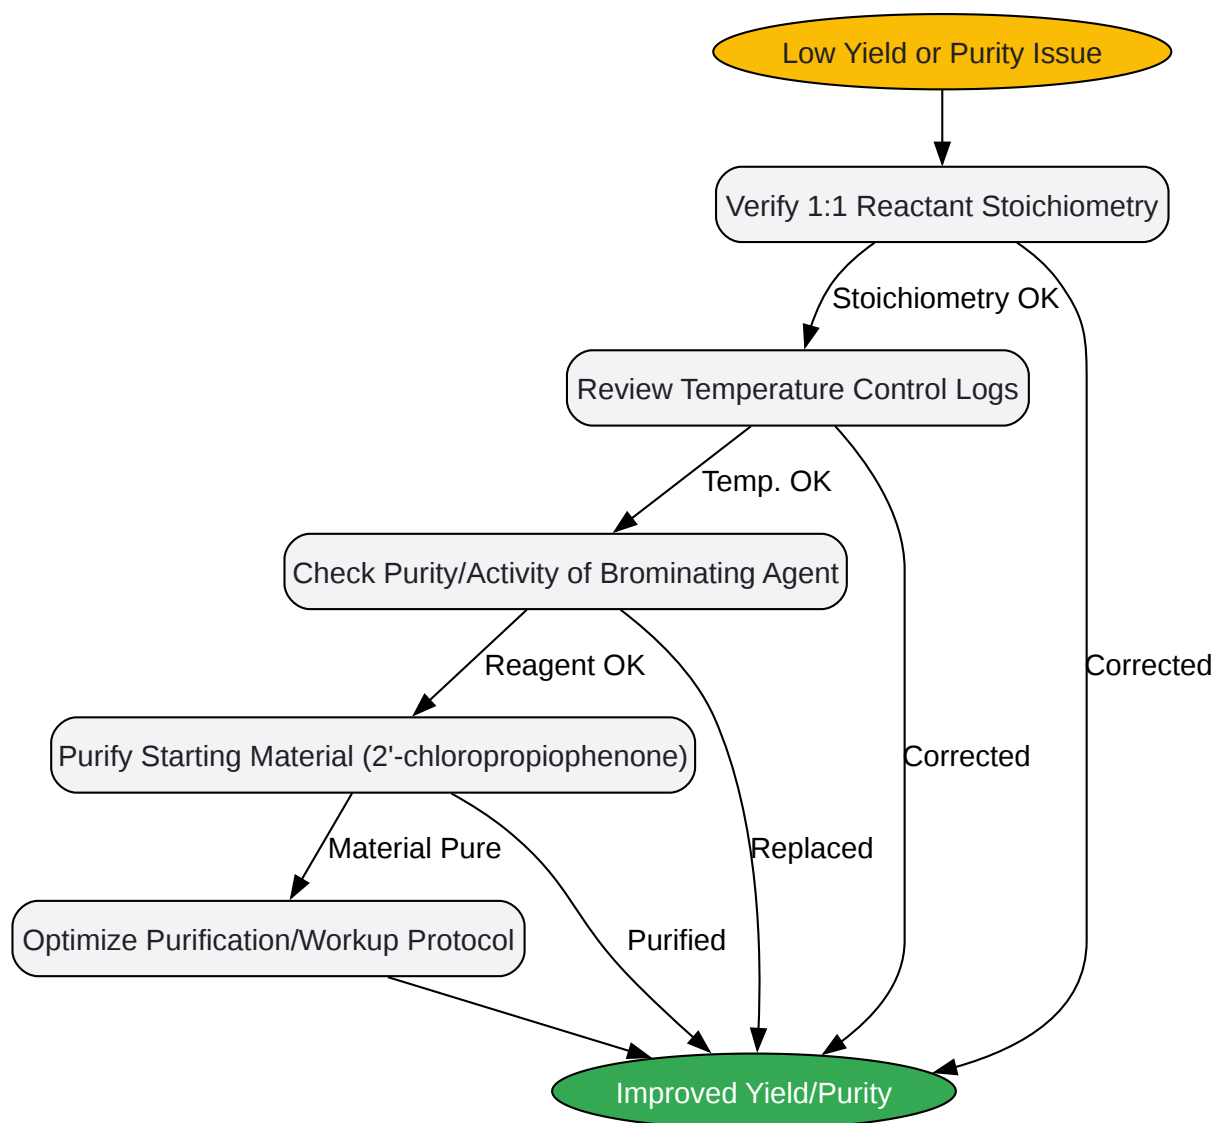 Low Yield or Purity Issue
Verify 1:1 Reactant Stoichiometry
Stoichiometry OK
Review Temperature Control Logs
Temp. OK
Check Purity/Activity of Brominating Agent
Reagent OK
Corrected
Purify Starting Material (2'-chloropropiophenone)
Corrected
Material Pure
Replaced
Optimize Purification/Workup Protocol
Purified
Improved Yield/Purity